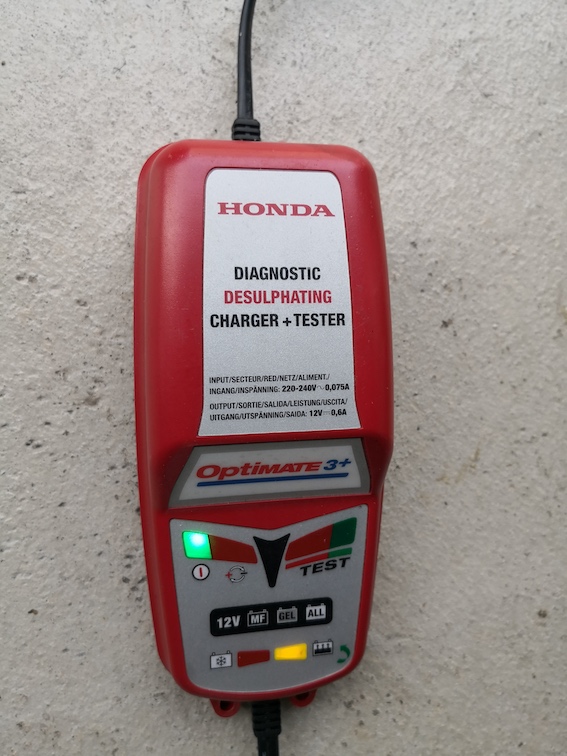 HONDA
DIAGNOSTIC
DESULPHATING
CHARGER + TESTER
INPUT/SECTEUR/RED/NETZ/ALIMENT./
INGANG/INSPÄNNING: 220-240V ~ 0,075A
OUTPUT/SORTIE/SALIDA/LEISTUNG/USCITA/
UITGANG/UTSPÄNNING/SAIDA: 12V ⎓ 0,6A
OptiMATE 3+
TEST
12V MF GEL ALL